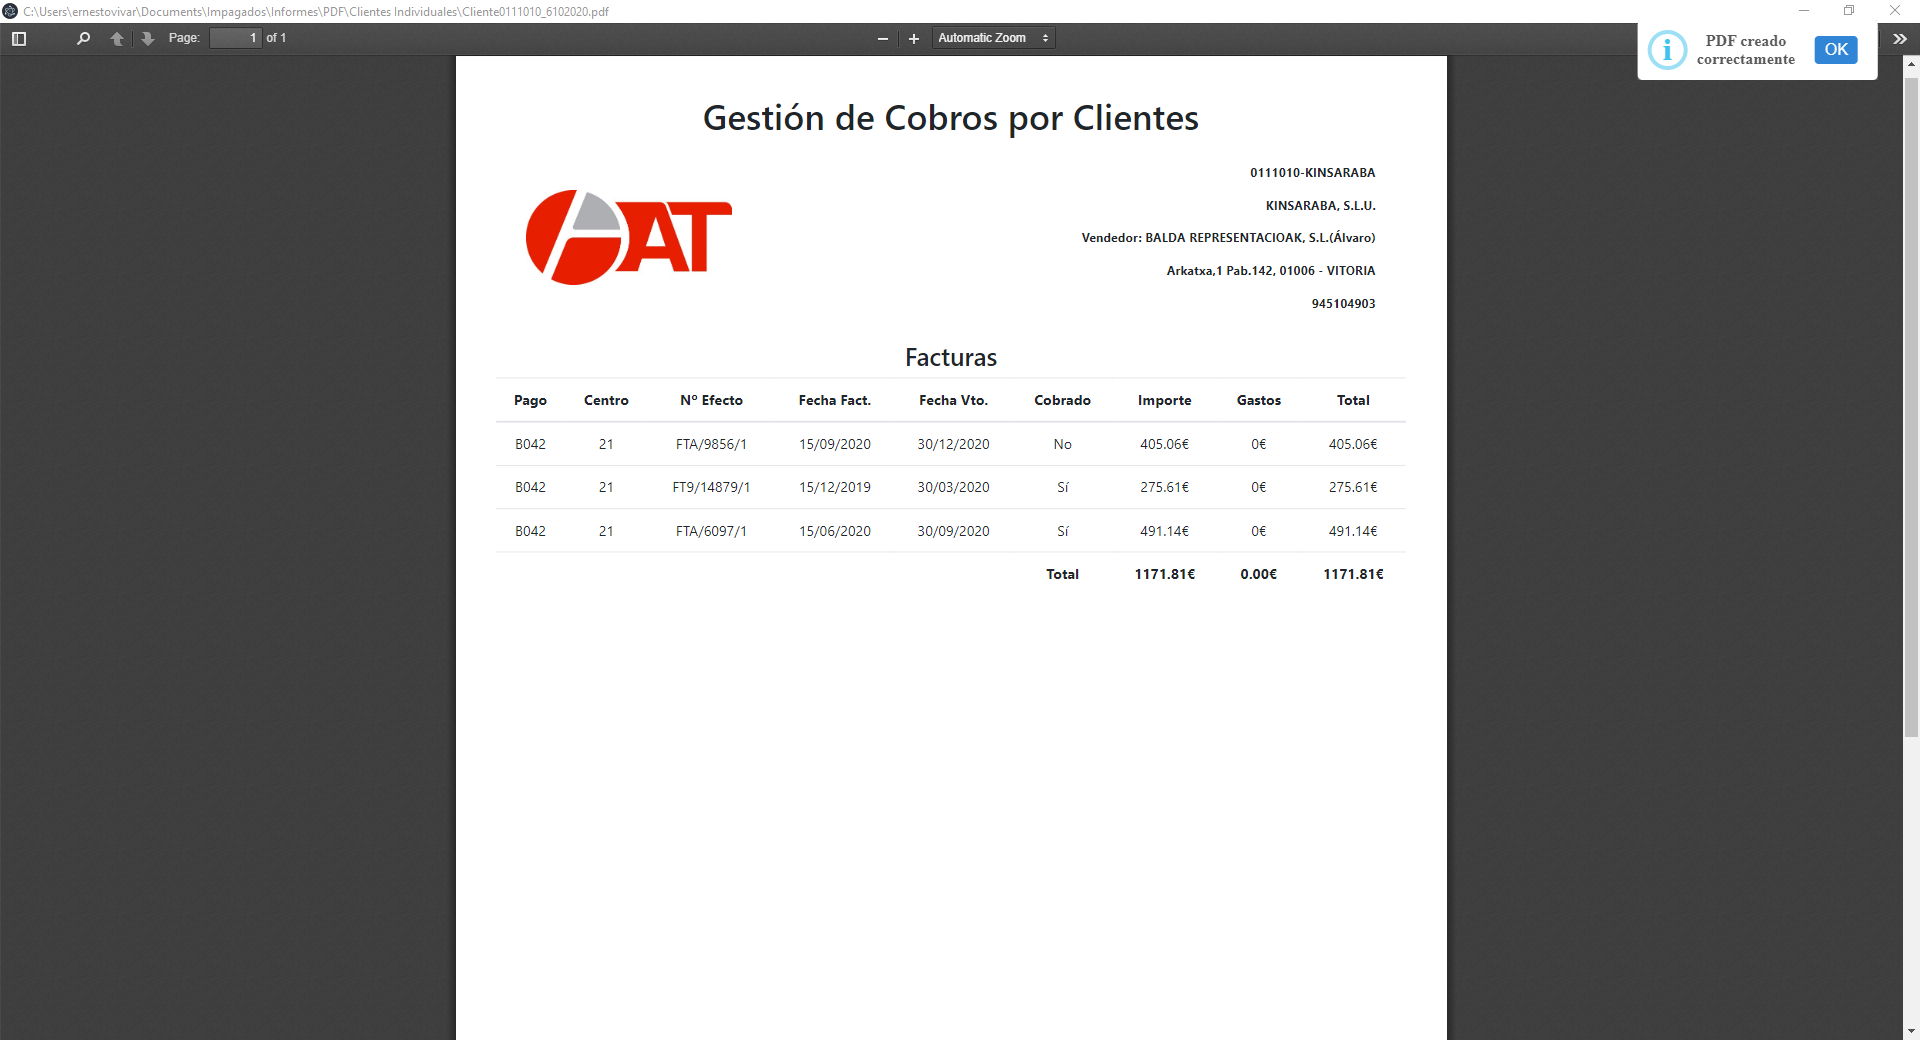 C:\Users\ernestovivar\Documents\Impagados\Informes\PDF\Clientes Individuales\Cliente0111010_6102020.pdf
Page: 1 of 1
Automatic Zoom
PDF creado
correctamente
OK
Gestión de Cobros por Clientes
AT
0111010-KINSARABA
KINSARABA, S.L.U.
Vendedor: BALDA REPRESENTACIOAK, S.L.(Álvaro)
Arkatxa,1 Pab.142, 01006 - VITORIA
945104903
Facturas
Pago Centro Nº Efecto Fecha Fact. Fecha Vto. Cobrado Importe Gastos Total
B042 21 FTA/9856/1 15/09/2020 30/12/2020 No 405.06€ 0€ 405.06€
B042 21 FT9/14879/1 15/12/2019 30/03/2020 Sí 275.61€ 0€ 275.61€
B042 21 FTA/6097/1 15/06/2020 30/09/2020 Sí 491.14€ 0€ 491.14€
Total 1171.81€ 0.00€ 1171.81€